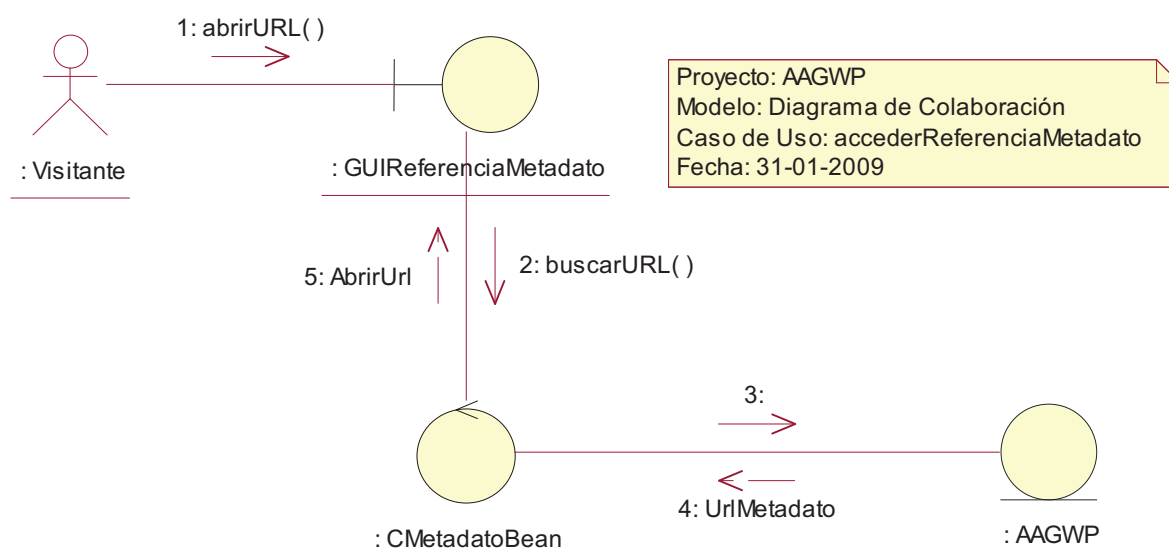 1: abrirURL( )
Proyecto: AAGWP
Modelo: Diagrama de Colaboración
Caso de Uso: accederReferenciaMetadato
Fecha: 31-01-2009
: Visitante
: GUIReferenciaMetadato
5: AbrirUrl
2: buscarURL( )
3:
4: UrlMetadato
: CMetadatoBean
: AAGWP